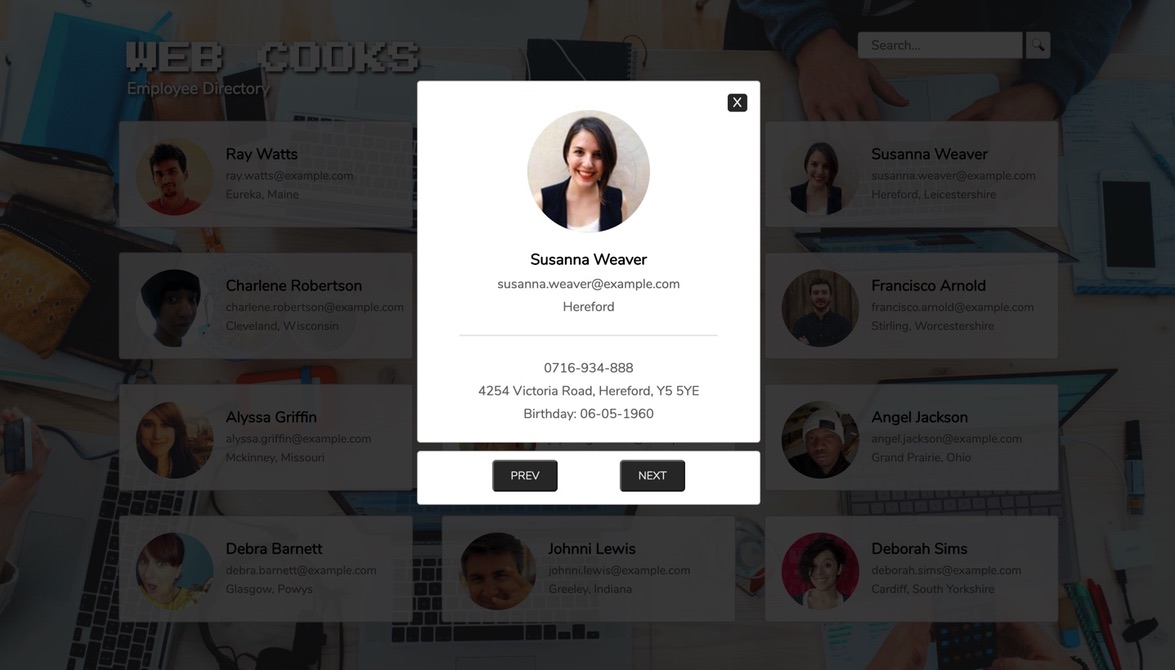 WEB COOKS
Employee Directory
Search...
X
Susanna Weaver
susanna.weaver@example.com
Hereford
0716-934-888
4254 Victoria Road, Hereford, Y5 5YE
Birthday: 06-05-1960
PREV
NEXT
Ray Watts
ray.watts@example.com
Eureka, Maine
Susanna Weaver
susanna.weaver@example.com
Hereford, Leicestershire
Charlene Robertson
charlene.robertson@example.com
Cleveland, Wisconsin
Francisco Arnold
francisco.arnold@example.com
Stirling, Worcestershire
Alyssa Griffin
alyssa.griffin@example.com
Mckinney, Missouri
Angel Jackson
angel.jackson@example.com
Grand Prairie, Ohio
Debra Barnett
debra.barnett@example.com
Glasgow, Powys
Johnni Lewis
johnni.lewis@example.com
Greeley, Indiana
Deborah Sims
deborah.sims@example.com
Cardiff, South Yorkshire